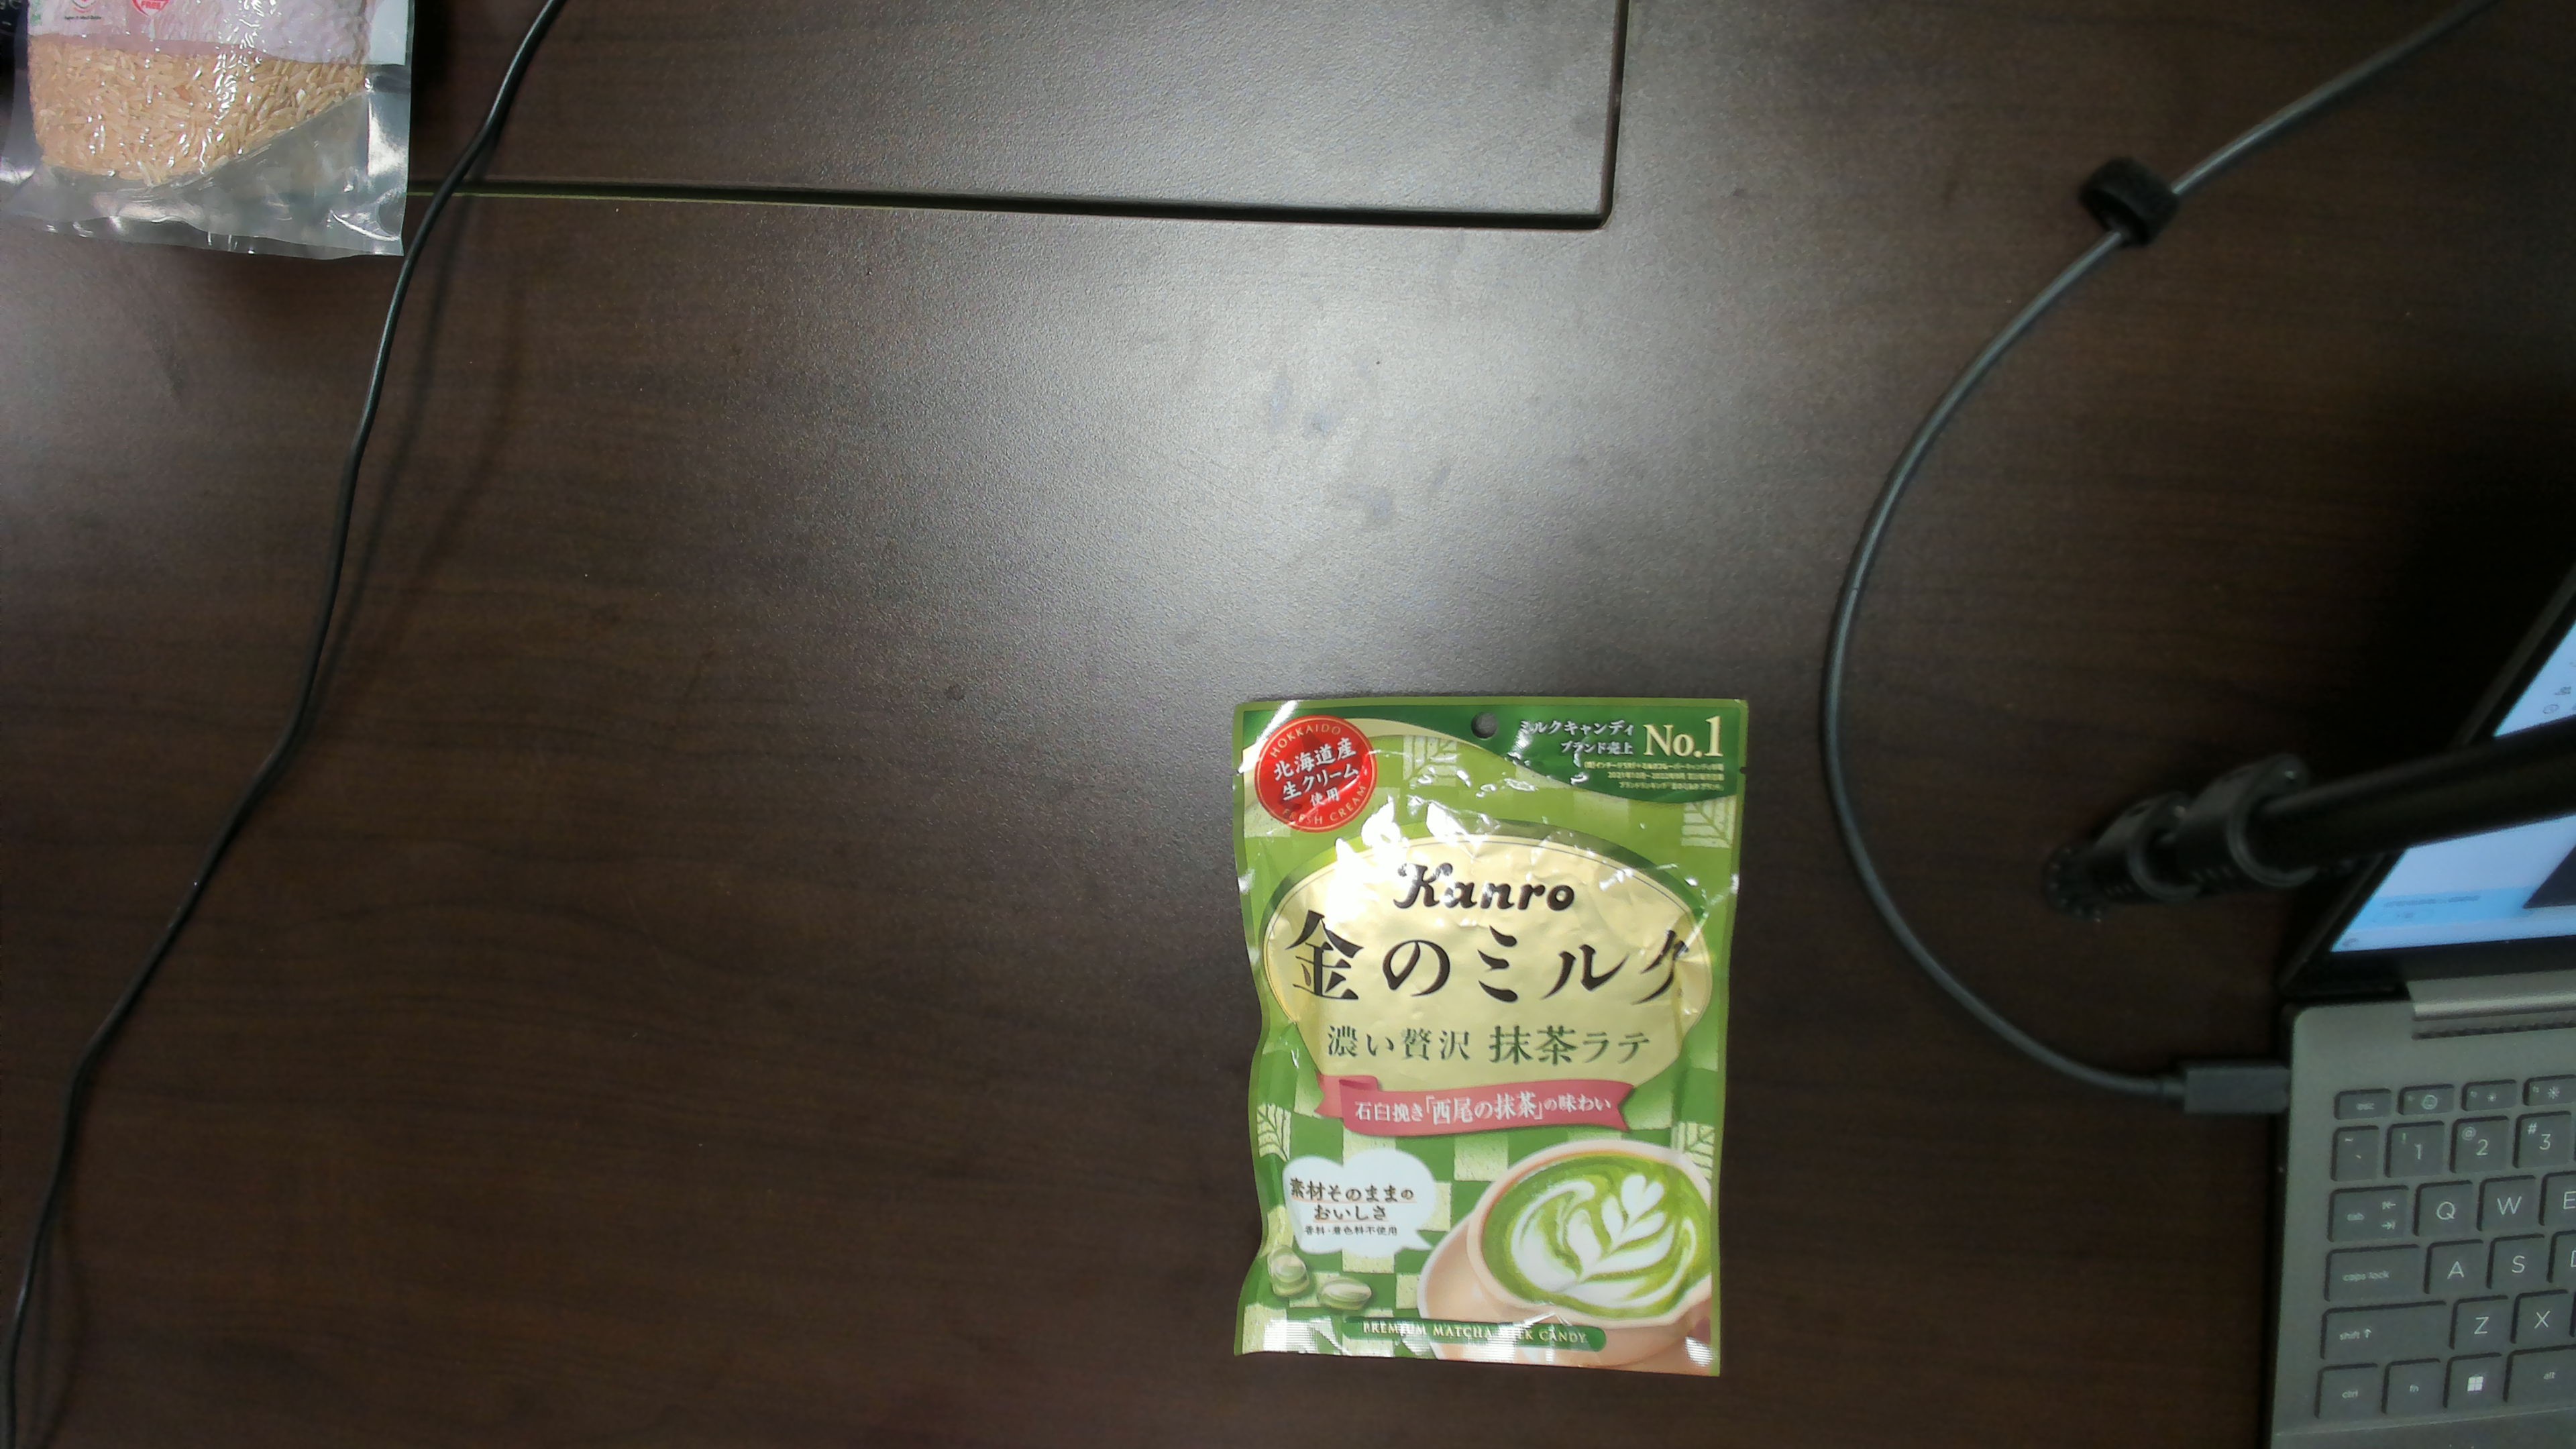 FREE
HOKKAIDO
北海道産
生クリーム
使用
FRESH CREAM
ミルクキャンディ
ブランド売上
No.1
Kanro
金のミルク
濃い贅沢 抹茶ラテ
石臼挽き「西尾の抹茶」の味わい
素材そのままの
おいしさ
香料・着色料不使用
PREMIUM MATCHA MILK CANDY
esc
~ ` ! 1 @ 2 # 3
tab Q W E
caps lock A S D
shift Z X
ctrl fn alt